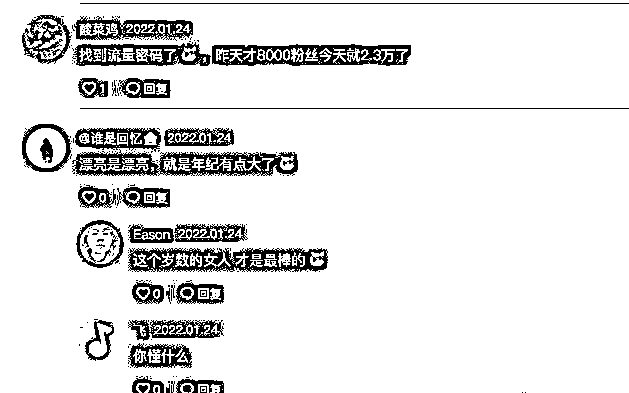 酸菜鸡 2022.01.24
找到流量密码了，昨天才8000粉丝今天就2.3万了
1 回复
@谁是回忆 2022.01.24
漂亮是漂亮，就是年纪有点大了
0 回复
Eason 2022.01.24
这个岁数的女人才是最棒的
0 回复
飞 2022.01.24
你懂什么
0 回复